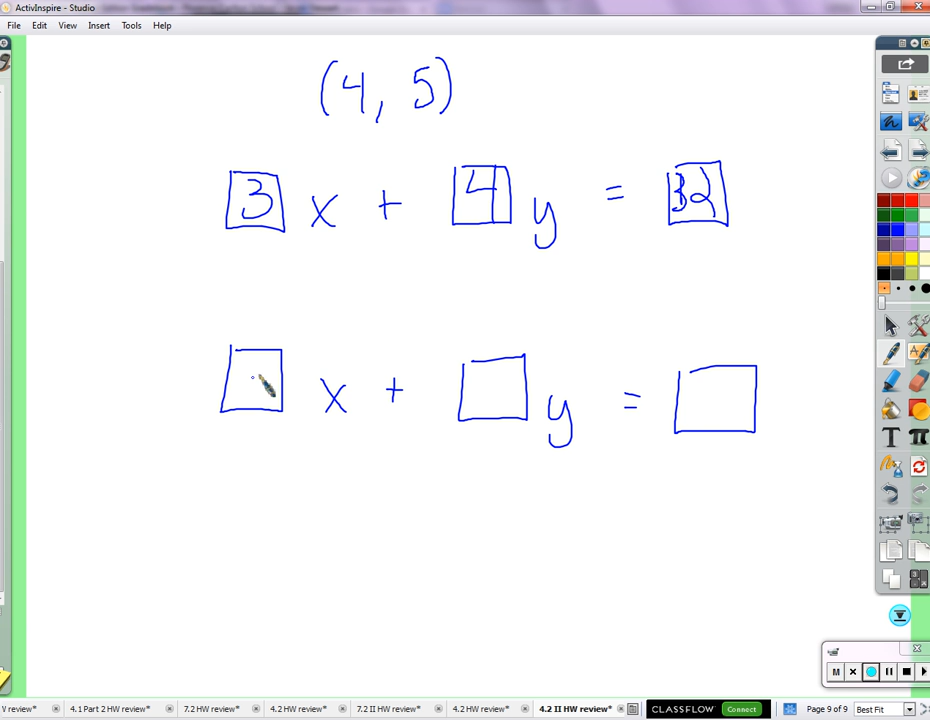 ActivInspire - Studio
File Edit View Insert Tools Help
(4, 5)
3 x + 4 y = 32
x + y =
M
V review* 4.1 Part 2 HW review* 7.2 HW review* 4.2 HW review* 7.2 II HW review* 4.2 HW review* 4.2 II HW review* CLASSFLOW Connect Page 9 of 9 Best Fit